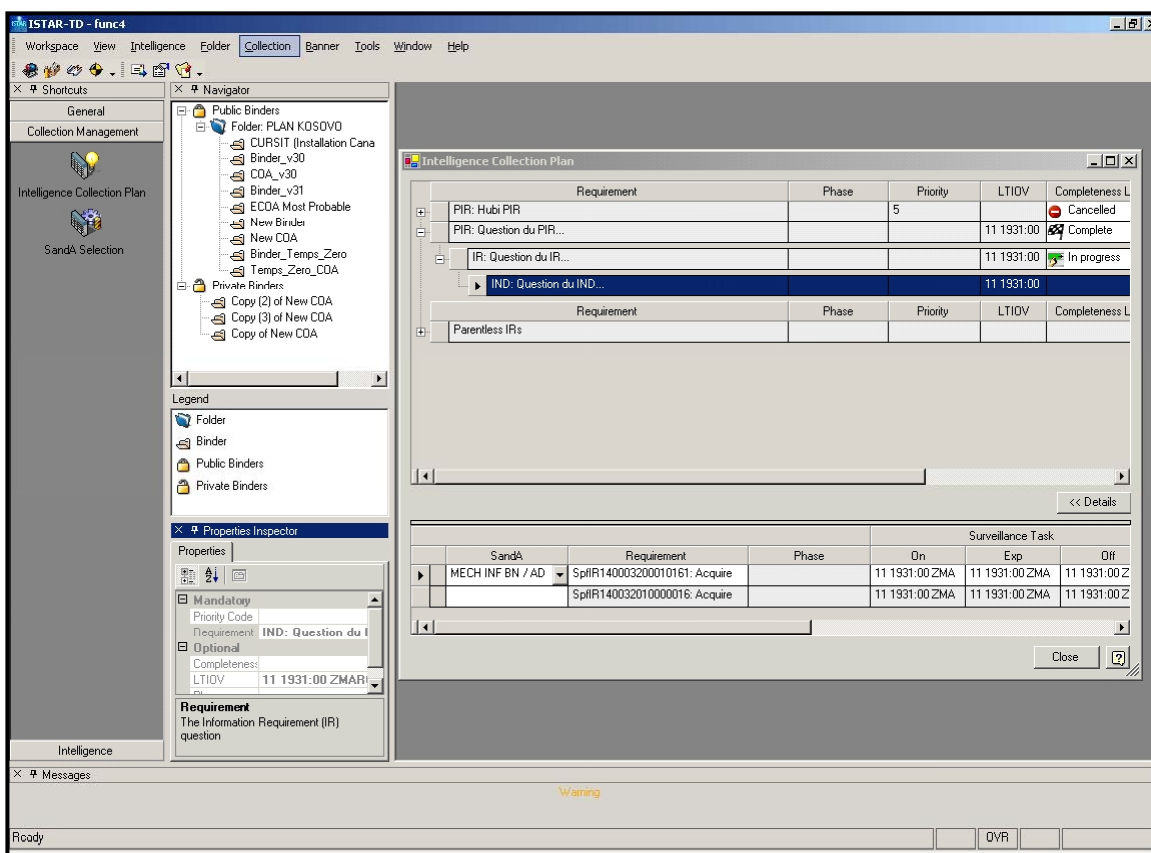 ISTAR-TD - func4
Workspace View Intelligence Folder Collection Banner Tools Window Help
Shortcuts
General
Collection Management
Intelligence Collection Plan
SandA Selection
Intelligence
Navigator
Public Binders
Folder: PLAN KOSOVO
CURSIT (Installation Cana
Binder_v30
COA_v30
Binder_v31
ECOA Most Probable
New Binder
New COA
Binder_Temps_Zero
Temps_Zero_COA
Private Binders
Copy (2) of New COA
Copy (3) of New COA
Copy of New COA
Legend
Folder
Binder
Public Binders
Private Binders
Properties Inspector
Properties
Mandatory
Priority Code
Requirement IND: Question du I
Optional
Completenes
LTIOV 11 1931:00 ZMAR
Requirement
The Information Requirement (IR)
question
Intelligence Collection Plan
Requirement Phase Priority LTIOV Completeness L
PIR: Hubi PIR 5 Cancelled
PIR: Question du PIR... 11 1931:00 Complete
IR: Question du IR... 11 1931:00 In progress
IND: Question du IND... 11 1931:00
Requirement Phase Priority LTIOV Completeness L
Parentless IRs
<< Details
Surveillance Task
SandA Requirement Phase On Exp Off
MECH INF BN / AD SpfIR140003200010161: Acquire 11 1931:00 ZMA 11 1931:00 ZMA 11 1931:00 Z
SpfIR140032010000016: Acquire 11 1931:00 ZMA 11 1931:00 ZMA 11 1931:00 Z
Close
Messages
Warning
Ready OVR